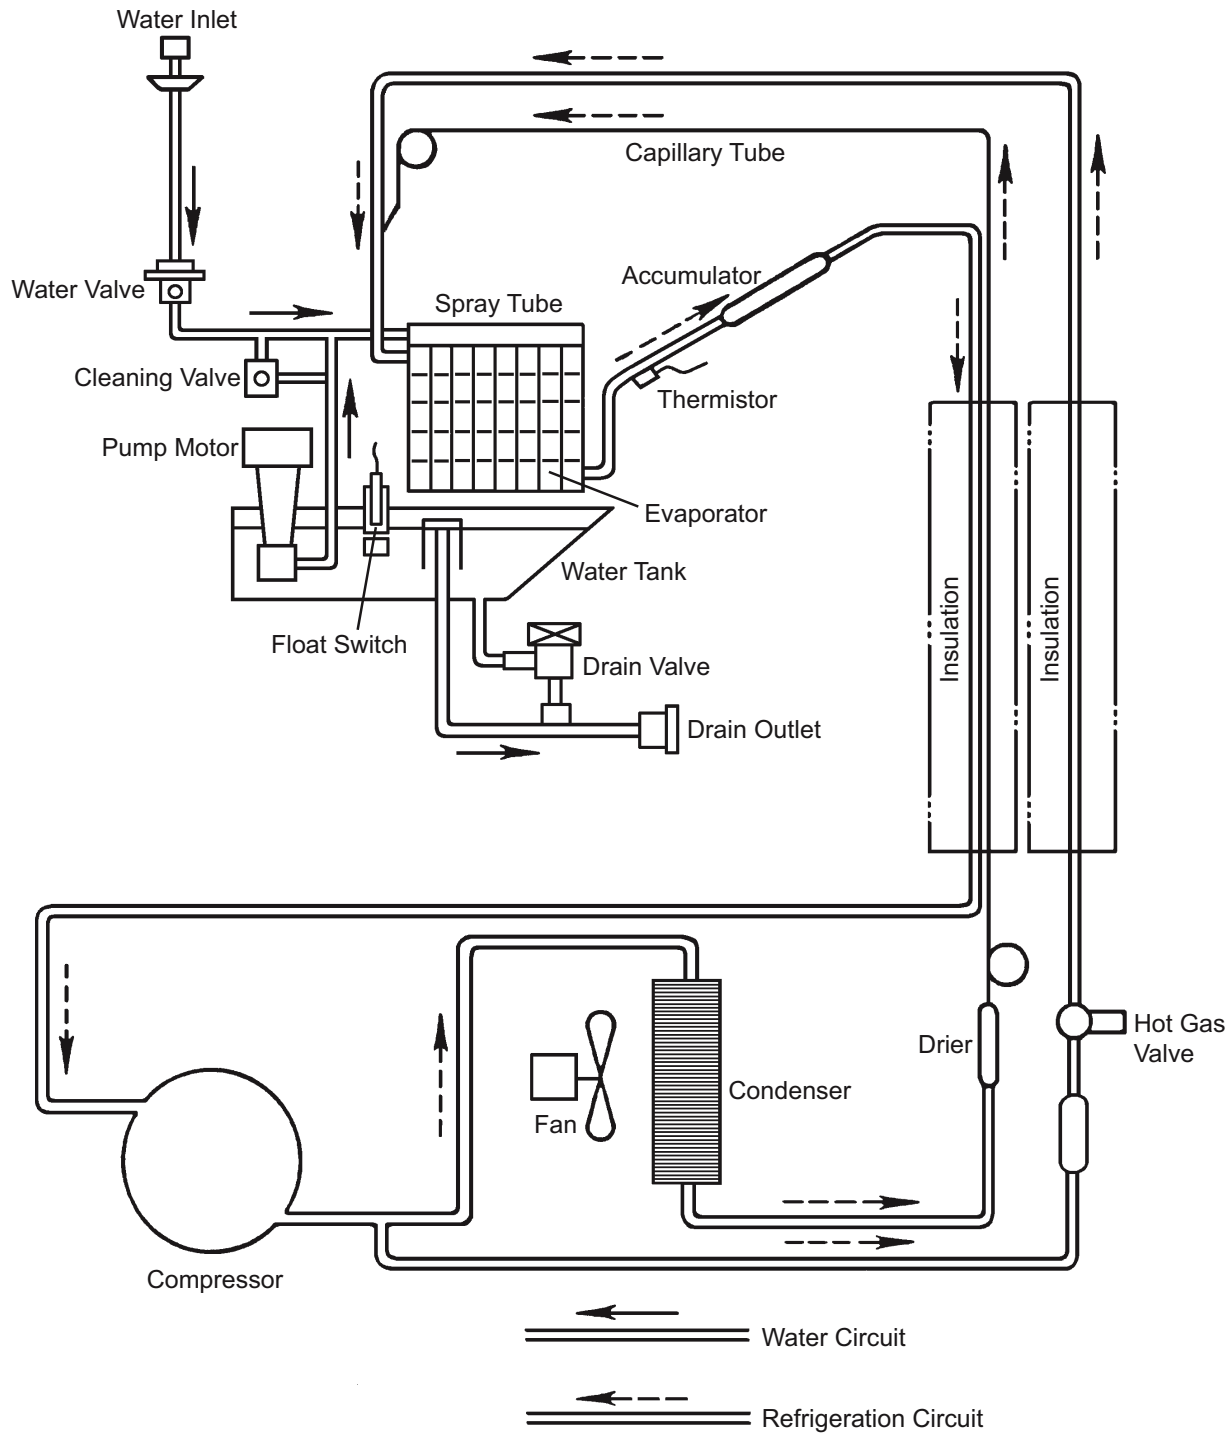 Water Inlet
Capillary Tube
Accumulator
Water Valve
Spray Tube
Cleaning Valve
Thermistor
Pump Motor
Evaporator
Water Tank
Insulation
Insulation
Float Switch
Drain Valve
Drain Outlet
Hot Gas
Valve
Drier
Condenser
Fan
Compressor
Water Circuit
Refrigeration Circuit